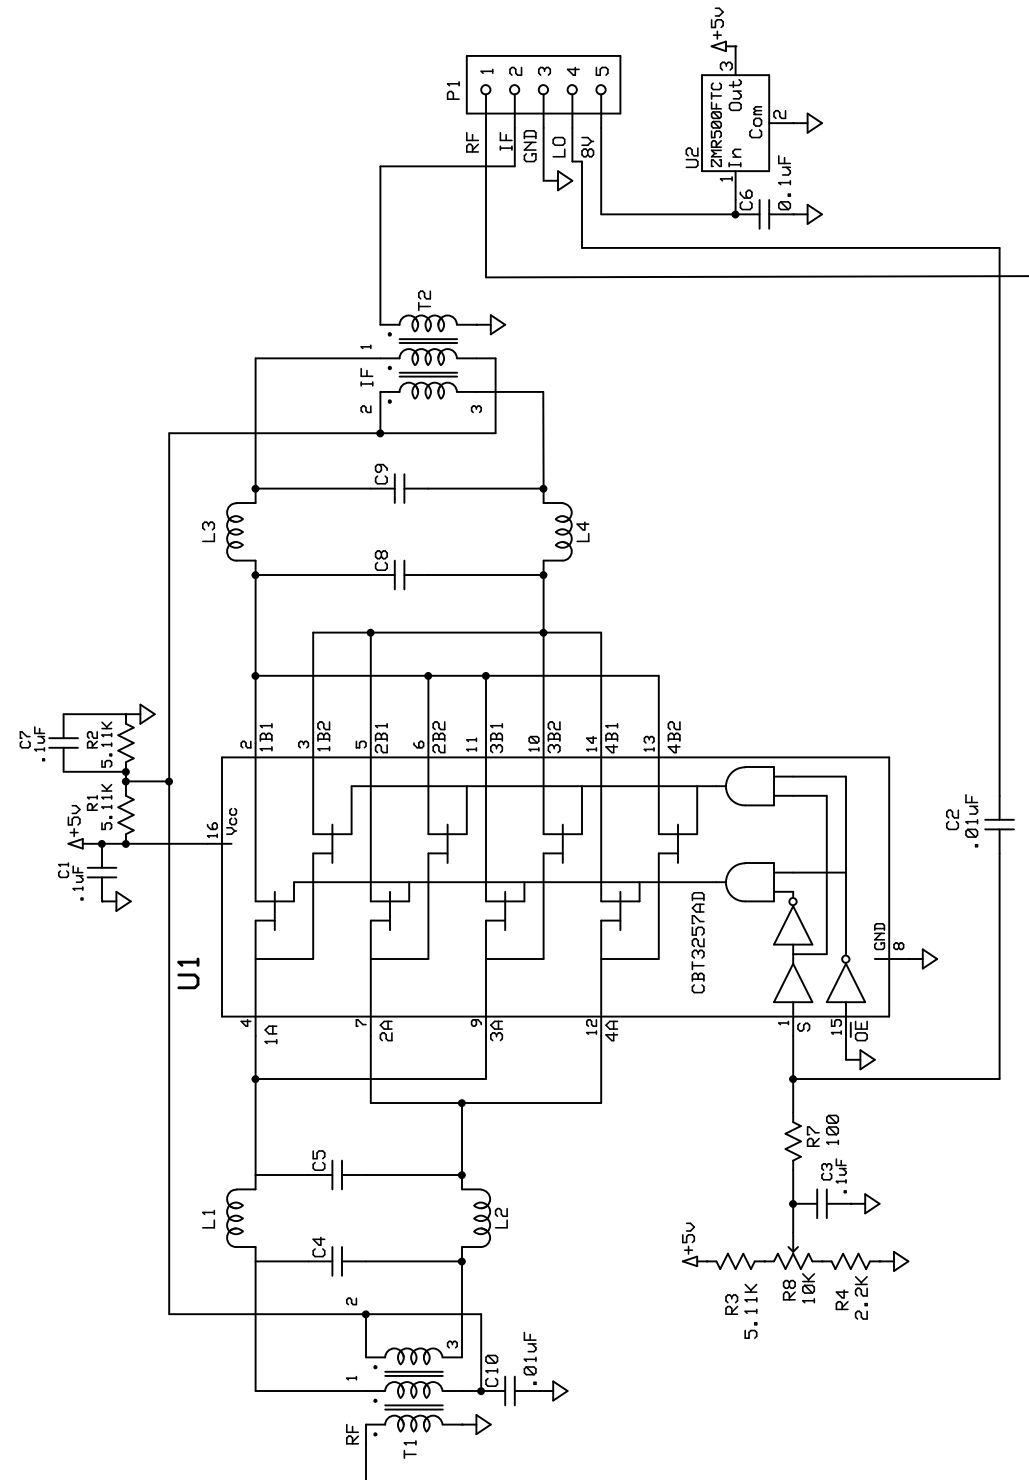 +5v
3
Out
ZMR500FTC
Com
2
U2
In
1
C6
0.1uF
P1
1
2
3
4
5
RF
IF
GND
LO
8V
T2
1
IF
2
3
C9
L3
L4
C8
C7
.1uF
R2
5.11K
R1
5.11K
+5v
C1
.1uF
16
Vcc
2
1B1
3
1B2
5
2B1
6
2B2
11
3B1
10
3B2
14
4B1
13
4B2
C2
.01uF
U1
CBT3257AD
GND
8
4
1A
7
2A
9
3A
12
4A
1
S
15
OE
R7
100
C3
.1uF
C5
L1
L2
C4
+5v
R3
5.11K
R8
10K
R4
2.2K
2
3
1
C10
.01uF
RF
T1